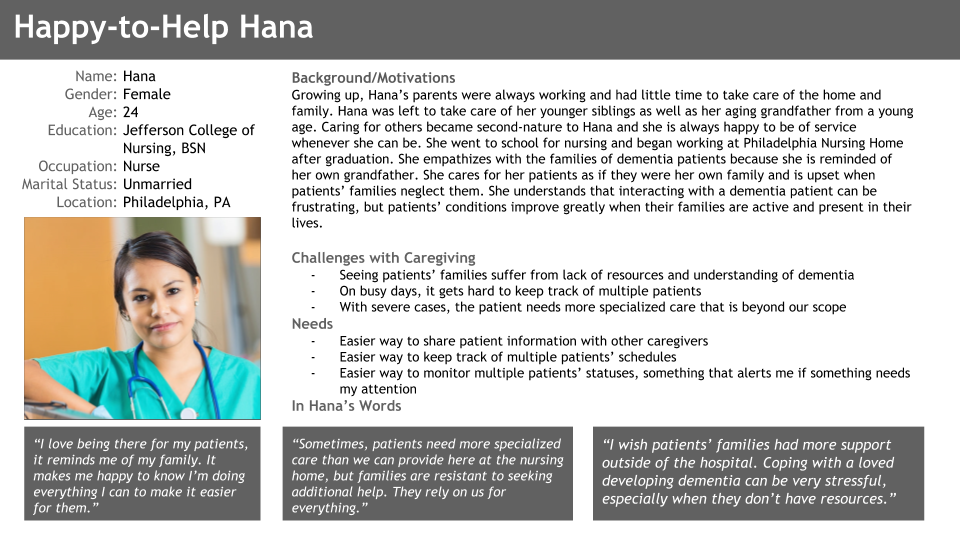 Happy-to-Help Hana
Name: Hana
Gender: Female
Age: 24
Education: Jefferson College of
Nursing, BSN
Occupation: Nurse
Marital Status: Unmarried
Location: Philadelphia, PA
Background/Motivations
Growing up, Hana’s parents were always working and had little time to take care of the home and
family. Hana was left to take care of her younger siblings as well as her aging grandfather from a young
age. Caring for others became second-nature to Hana and she is always happy to be of service
whenever she can be. She went to school for nursing and began working at Philadelphia Nursing Home
after graduation. She empathizes with the families of dementia patients because she is reminded of
her own grandfather. She cares for her patients as if they were her own family and is upset when
patients’ families neglect them. She understands that interacting with a dementia patient can be
frustrating, but patients’ conditions improve greatly when their families are active and present in their
lives.
Challenges with Caregiving
- Seeing patients’ families suffer from lack of resources and understanding of dementia
- On busy days, it gets hard to keep track of multiple patients
- With severe cases, the patient needs more specialized care that is beyond our scope
Needs
- Easier way to share patient information with other caregivers
- Easier way to keep track of multiple patients’ schedules
- Easier way to monitor multiple patients’ statuses, something that alerts me if something needs
my attention
In Hana’s Words
“I love being there for my patients,
it reminds me of my family. It
makes me happy to know I’m doing
everything I can to make it easier
for them.”
“Sometimes, patients need more specialized
care than we can provide here at the nursing
home, but families are resistant to seeking
additional help. They rely on us for
everything.”
“I wish patients’ families had more support
outside of the hospital. Coping with a loved
developing dementia can be very stressful,
especially when they don’t have resources.”